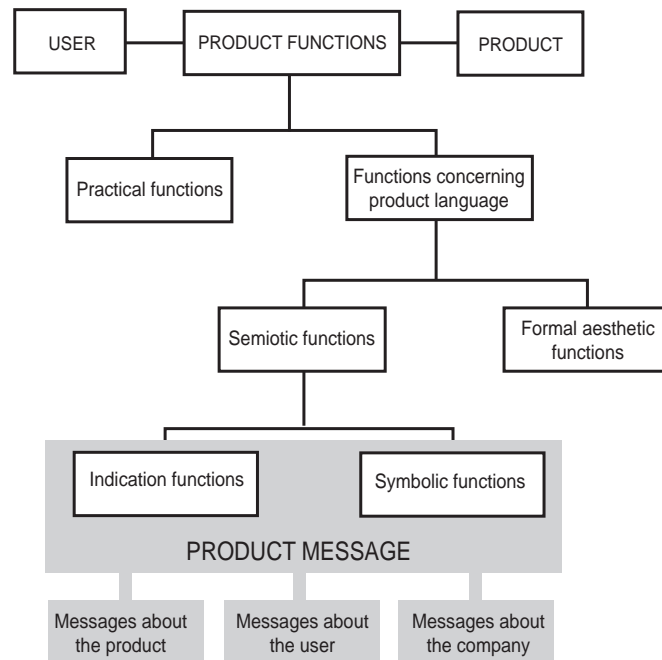 USER
PRODUCT FUNCTIONS
PRODUCT
Practical functions
Functions concerning
product language
Semiotic functions
Formal aesthetic
functions
Indication functions
Symbolic functions
PRODUCT MESSAGE
Messages about
the product
Messages about
the user
Messages about
the company